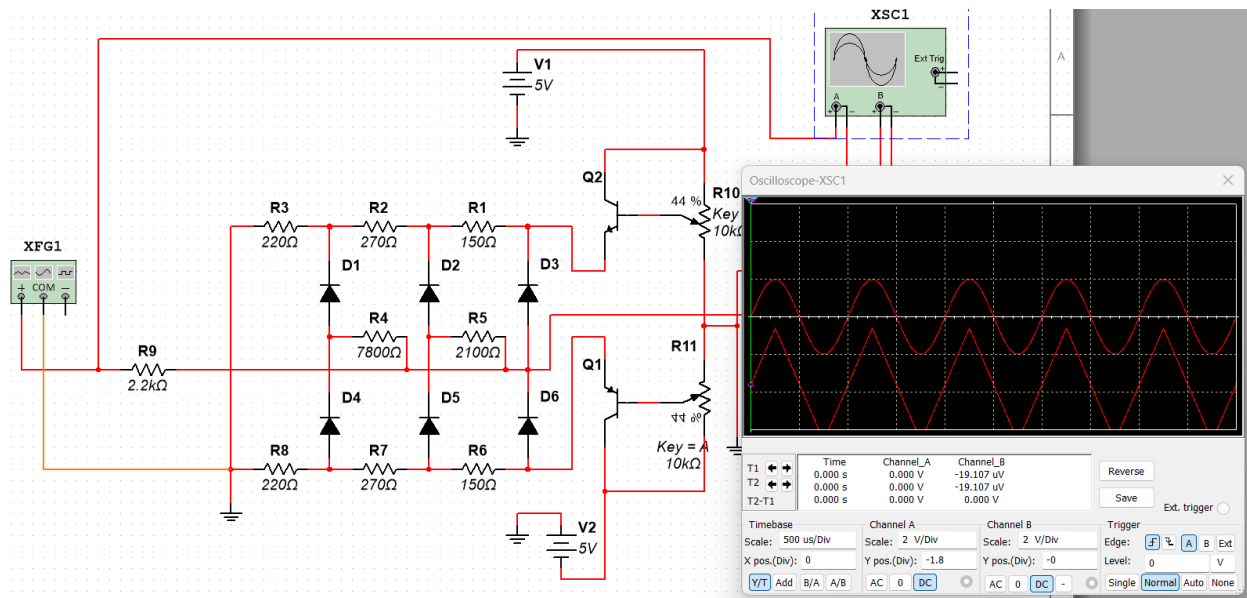 XSC1
Ext Trig
+
-
A
B
+ - + -
A
V1
5V
Q2
44 %
R10
Key
10kΩ
R3
R2
R1
220Ω
270Ω
150Ω
XFG1
+ COM -
D1
D2
D3
R4
R5
7800Ω
2100Ω
R9
2.2kΩ
Q1
R11
44 %
Key = A
10kΩ
D4
D5
D6
R8
R7
R6
220Ω
270Ω
150Ω
V2
5V
Oscilloscope-XSC1
Time Channel_A Channel_B
T1 0.000 s 0.000 V -19.107 uV
T2 0.000 s 0.000 V -19.107 uV
T2-T1 0.000 s 0.000 V 0.000 V
Reverse
Save
Ext. trigger
Timebase
Scale: 500 us/Div
X pos.(Div): 0
Y/T Add B/A A/B
Channel A
Scale: 2 V/Div
Y pos.(Div): -1.8
AC 0 DC
Channel B
Scale: 2 V/Div
Y pos.(Div): -0
AC 0 DC -
Trigger
Edge: A B Ext
Level: 0 V
Single Normal Auto None